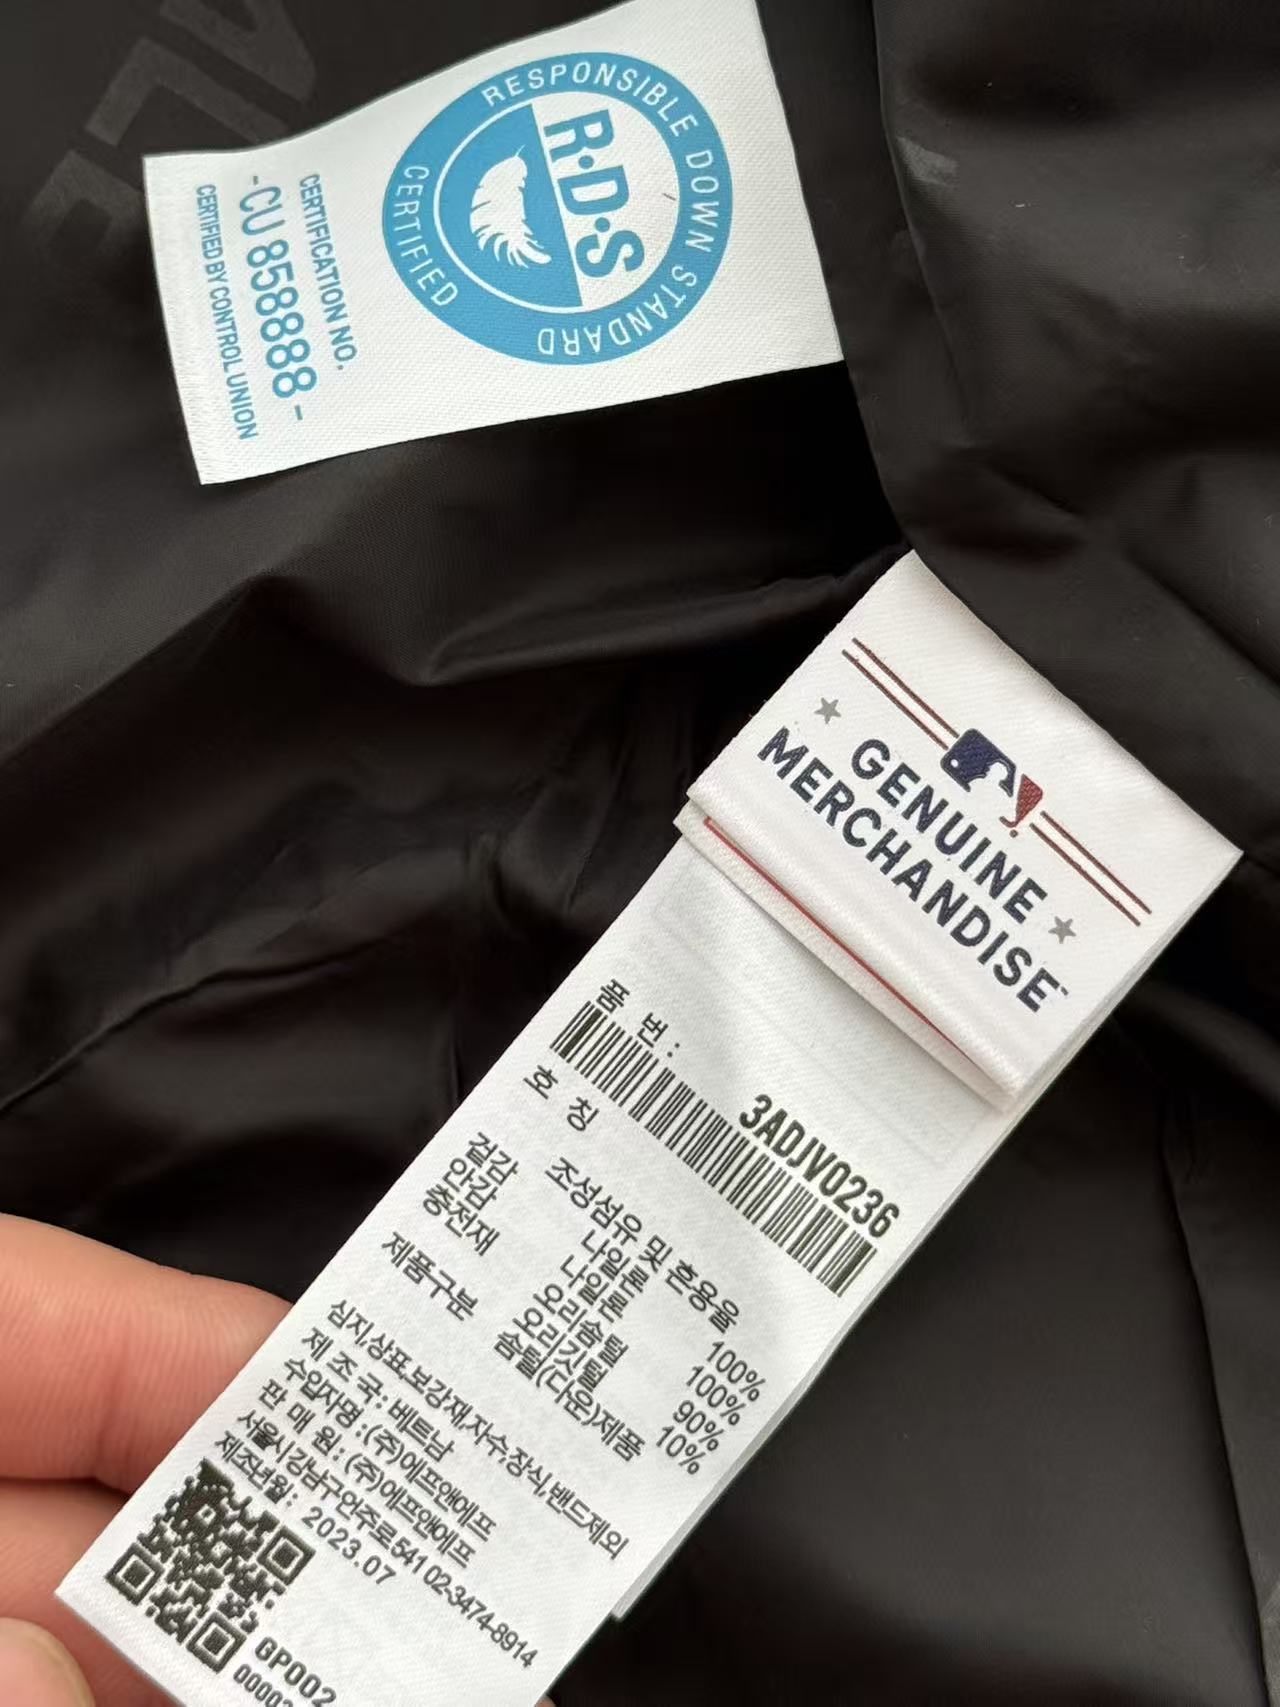 RESPONSIBLE DOWN STANDARD
R·D·S
CERTIFIED
CERTIFICATION NO.
-CU 858888-
CERTIFIED BY CONTROL UNION
GENUINE
MERCHANDISE™
품 번 :
3ADJV0236
호 칭
조성섬유 및 혼용율
겉감 나일론 100%
안감 나일론 100%
충전재 오리솜털 90%
오리깃털 10%
제품구분 솜털(다운)제품
심지,상표,보강재,자수,장식,밴드제외
제 조 국 : 베트남
수입자명 : (주)에프앤에프
판 매 원 : (주)에프앤에프
서울시 강남구 언주로 541 02-3474-8914
제조년월 : 2023.07
GP002